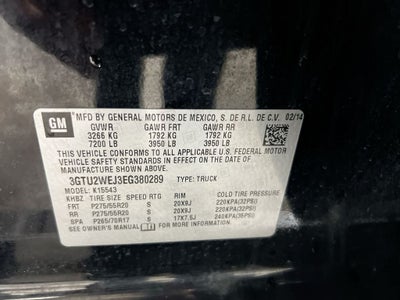 GM
MFD BY GENERAL MOTORS DE MEXICO, S. DE R.L. DE C.V. 02/14
GVWR GAWR FRT GAWR RR
3266 KG 1792 KG 1792 KG
7200 LB 3950 LB 3950 LB
THIS VEHICLE CONFORMS TO ALL APPLICABLE U.S. FEDERAL MOTOR
VEHICLE SAFETY STANDARDS IN EFFECT ON THE DATE OF
MANUFACTURE SHOWN ABOVE.
3GTU2WEJ3EG380289 TYPE: TRUCK
MODEL: K15543
KHBZ TIRE SIZE SPEED RTG RIM COLD TIRE PRESSURE
FRT P275/55R20 S 20X9J 220KPA(32PSI)
RR P275/55R20 S 20X9J 220KPA(32PSI)
SPA P265/70R17 S 17X7.5J 240KPA(35PSI)
SEE OWNER'S MANUAL FOR MORE INFORMATION.